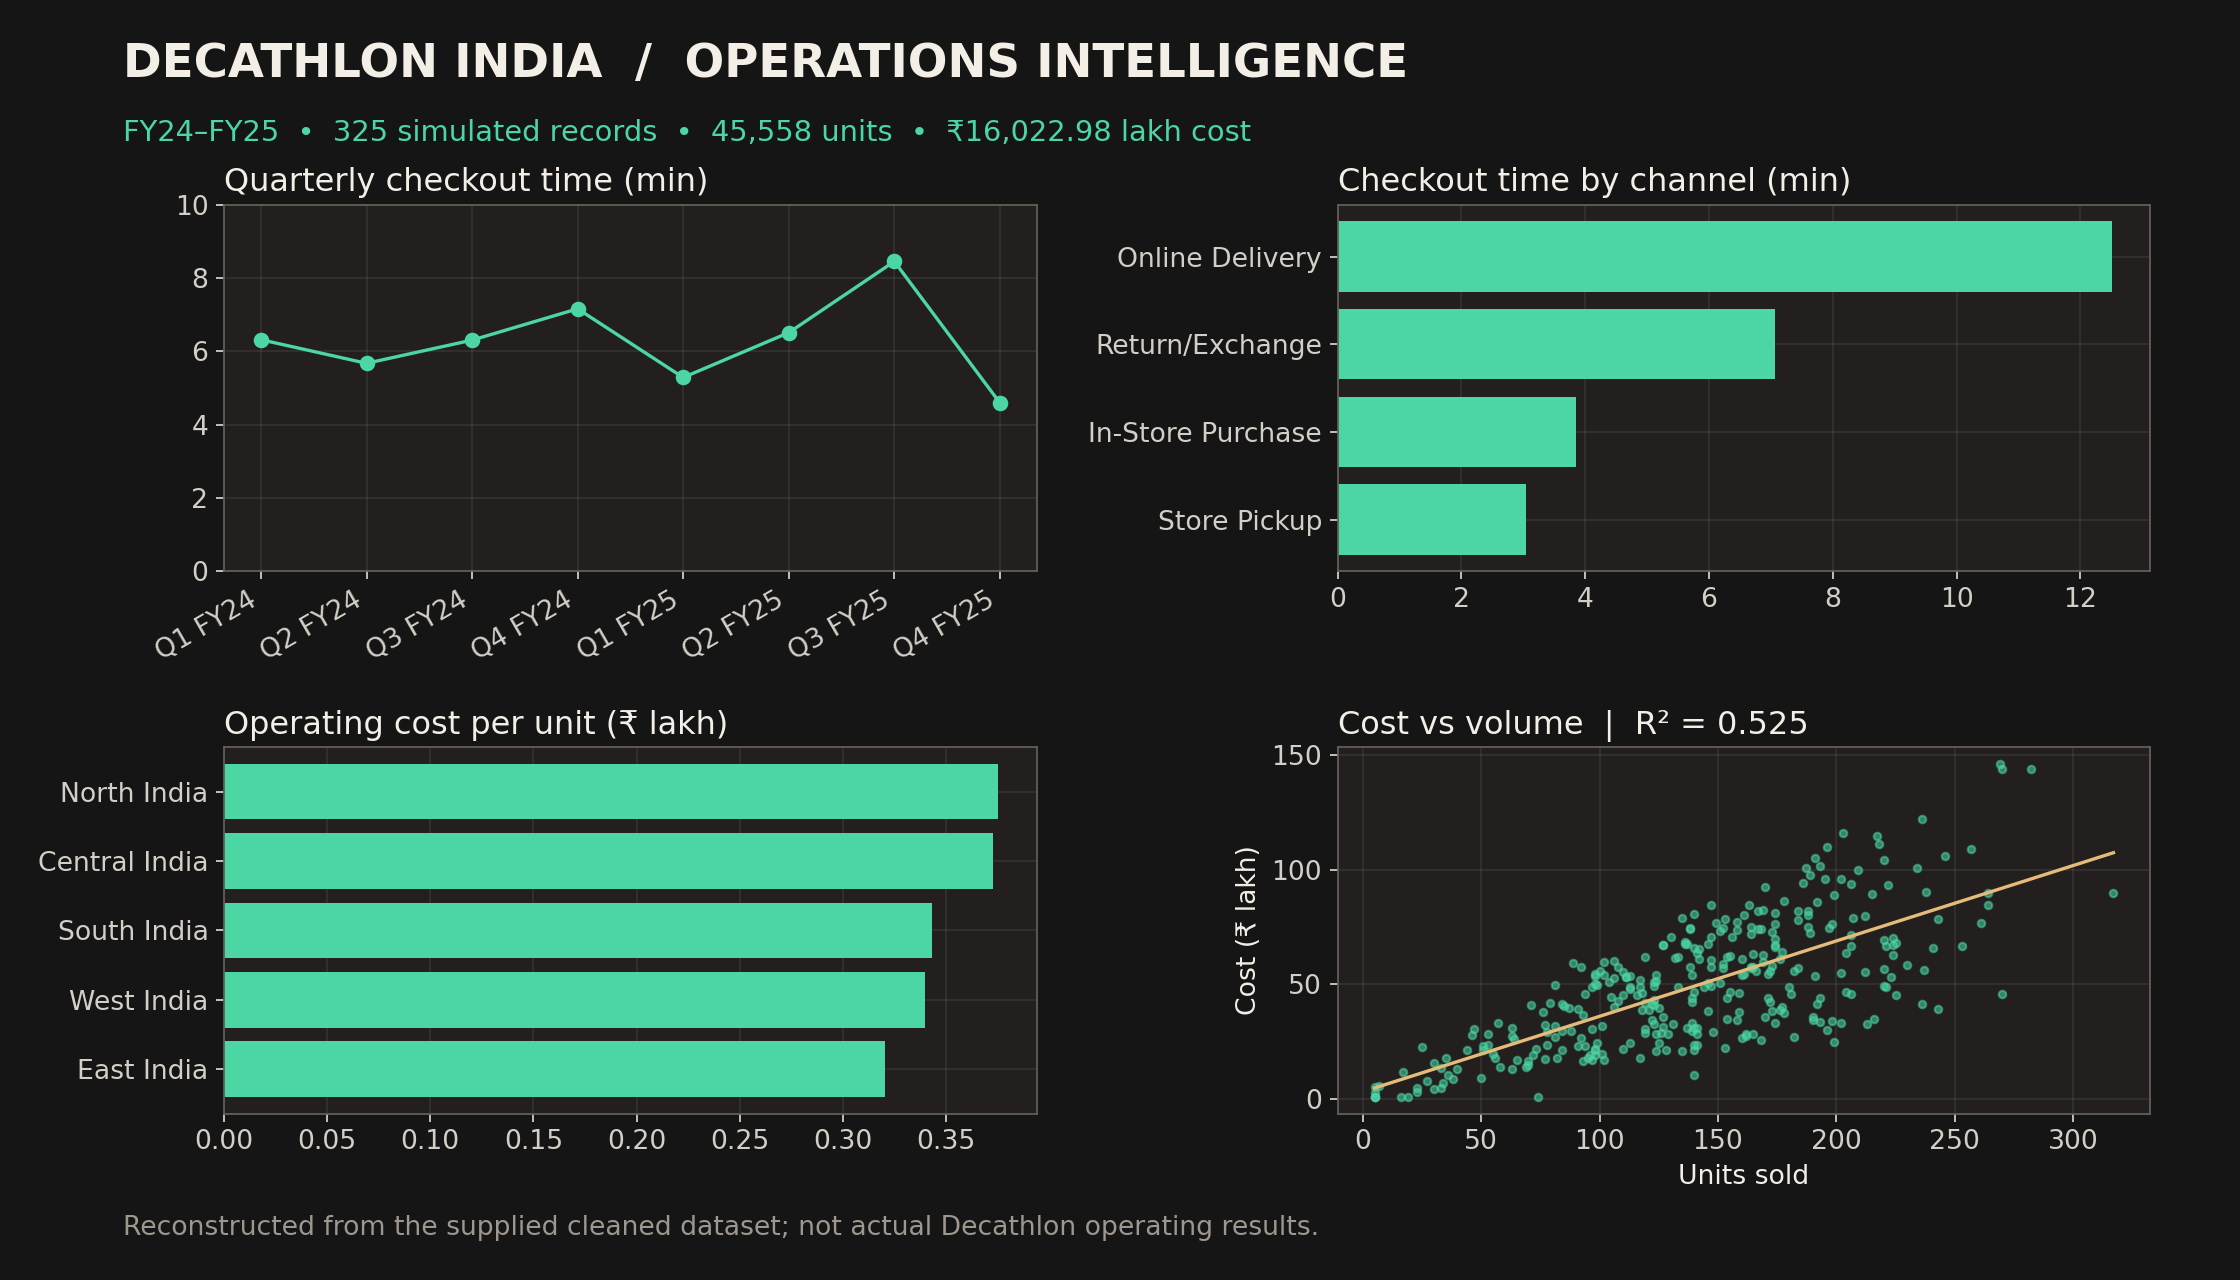 DECATHLON INDIA / OPERATIONS INTELLIGENCE
FY24–FY25 • 325 simulated records • 45,558 units • ₹16,022.98 lakh cost
Quarterly checkout time (min)
10
8
6
4
2
0
Q1 FY24
Q2 FY24
Q3 FY24
Q4 FY24
Q1 FY25
Q2 FY25
Q3 FY25
Q4 FY25
Checkout time by channel (min)
Online Delivery
Return/Exchange
In-Store Purchase
Store Pickup
0 2 4 6 8 10 12
Operating cost per unit (₹ lakh)
North India
Central India
South India
West India
East India
0.00 0.05 0.10 0.15 0.20 0.25 0.30 0.35
Cost vs volume | R² = 0.525
Cost (₹ lakh)
150
100
50
0
0 50 100 150 200 250 300
Units sold
Reconstructed from the supplied cleaned dataset; not actual Decathlon operating results.